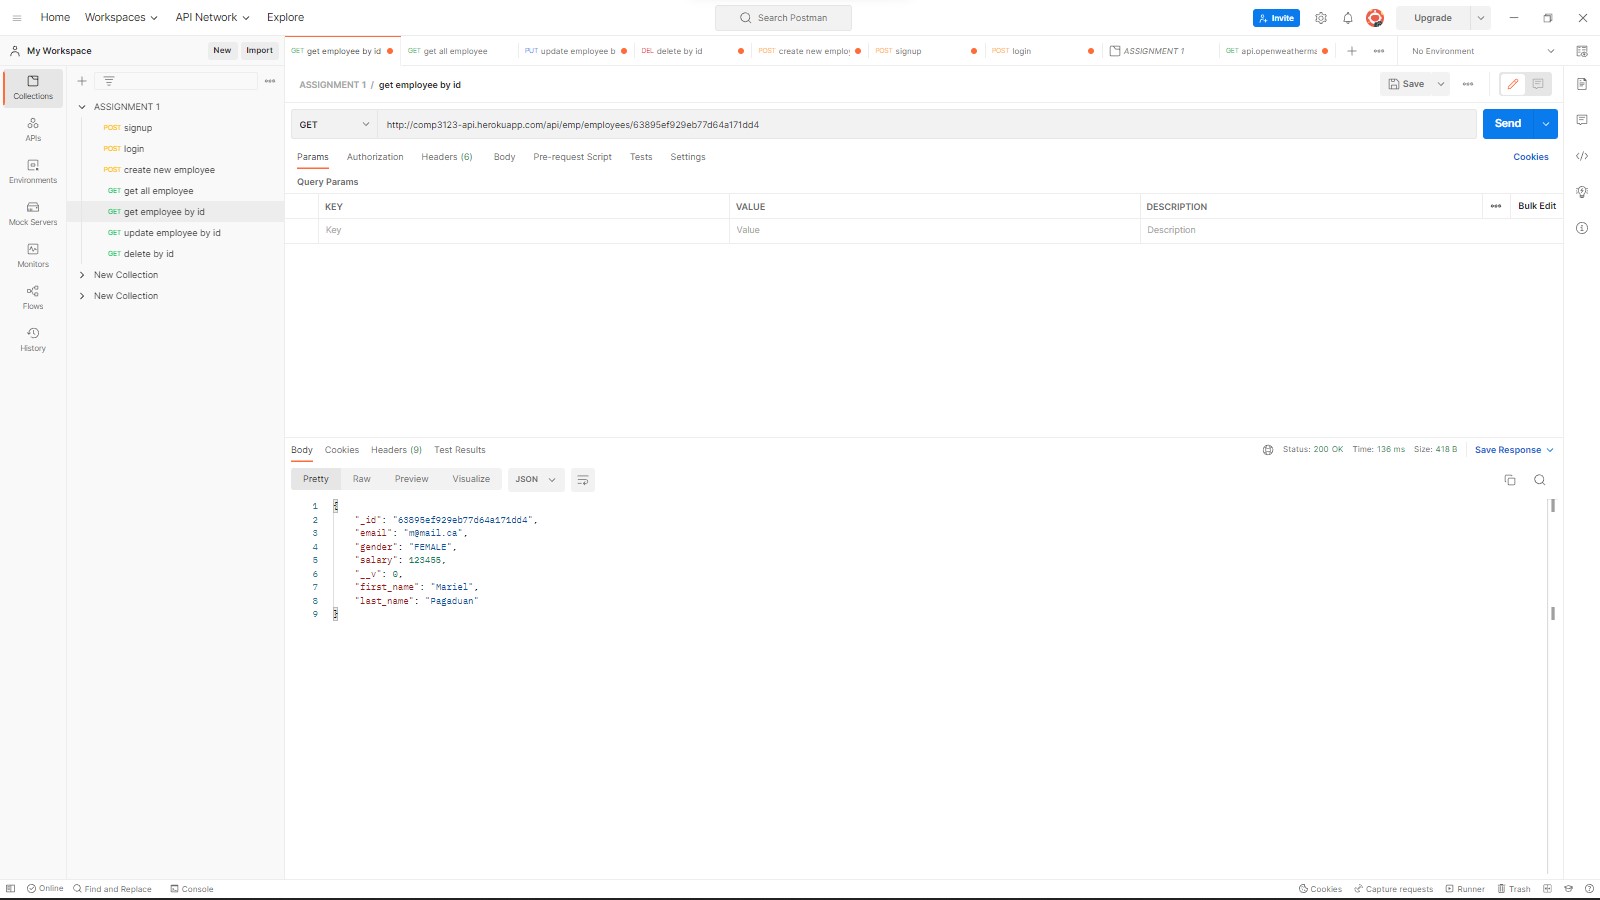 Home Workspaces API Network Explore Search Postman Invite Upgrade
My Workspace New Import GET get employee by id GET get all employee PUT update employee b DEL delete by id POST create new employ POST signup POST login ASSIGNMENT 1 GET api.openweatherma No Environment
Collections
APIs
Environments
Mock Servers
Monitors
Flows
History
ASSIGNMENT 1
POST signup
POST login
POST create new employee
GET get all employee
GET get employee by id
GET update employee by id
GET delete by id
New Collection
New Collection
ASSIGNMENT 1 / get employee by id Save
GET http://comp3123-api.herokuapp.com/api/emp/employees/63895ef929eb77d64a171dd4 Send
Params Authorization Headers (6) Body Pre-request Script Tests Settings Cookies
Query Params
KEY VALUE DESCRIPTION Bulk Edit
Key Value Description
Body Cookies Headers (9) Test Results Status: 200 OK Time: 136 ms Size: 418 B Save Response
Pretty Raw Preview Visualize JSON
1 {
2 "_id": "63895ef929eb77d64a171dd4",
3 "email": "m@mail.ca",
4 "gender": "FEMALE",
5 "salary": 123455,
6 "__v": 0,
7 "first_name": "Mariel",
8 "last_name": "Pagaduan"
9 }
Online Find and Replace Console Cookies Capture requests Runner Trash